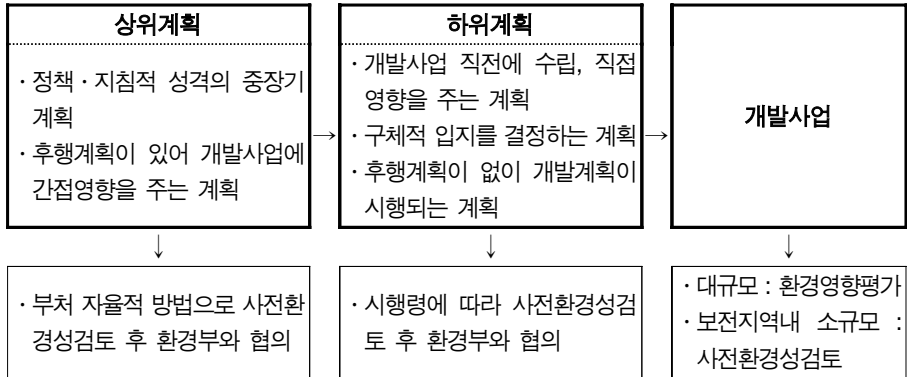 상위계획
· 정책 · 지침적 성격의 중장기
계획
· 후행계획이 있어 개발사업에
간접영향을 주는 계획
→
하위계획
· 개발사업 직전에 수립, 직접
영향을 주는 계획
· 구체적 입지를 결정하는 계획
· 후행계획이 없이 개발계획이
시행되는 계획
→
개발사업
↓
↓
↓
· 부처 자율적 방법으로 사전환
경성검토 후 환경부와 협의
· 시행령에 따라 사전환경성검
토 후 환경부와 협의
· 대규모 : 환경영향평가
· 보전지역내 소규모 :
사전환경성검토